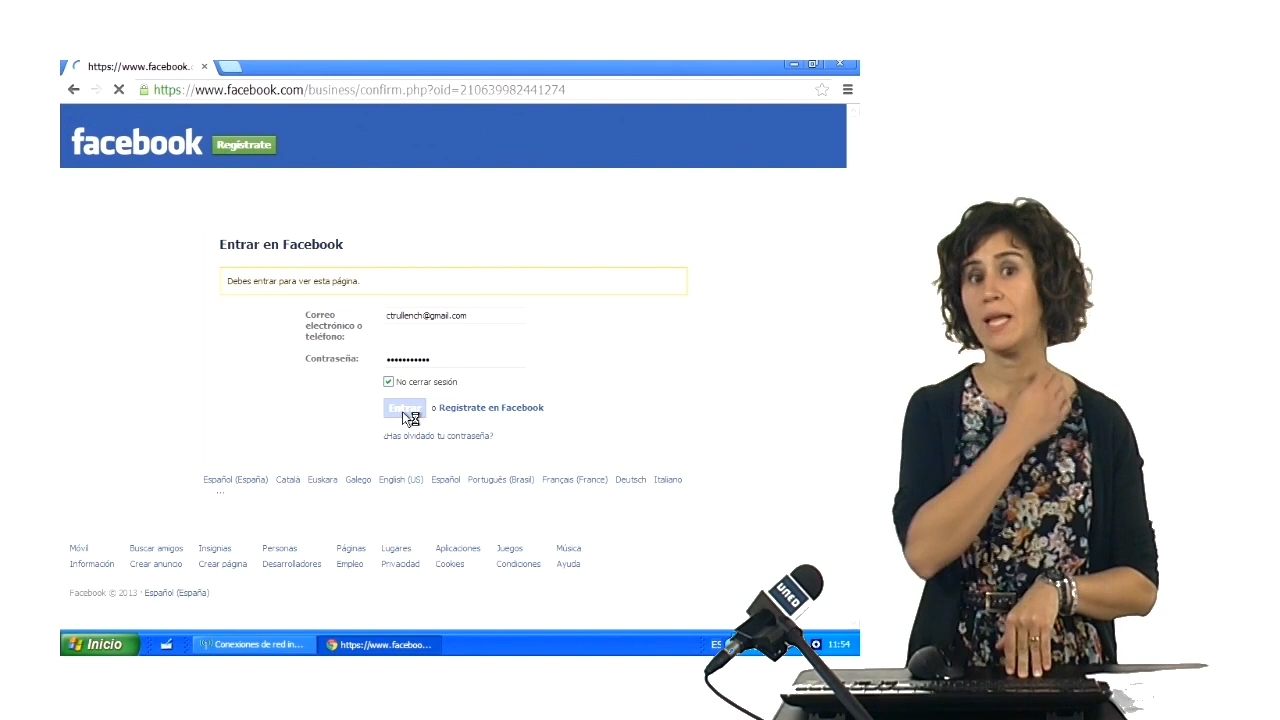 https://www.facebook.c
https://www.facebook.com/business/confirm.php?oid=210639982441274
facebook Regístrate
Entrar en Facebook
Debes entrar para ver esta página.
Correo
electrónico o
teléfono:
ctrullench@gmail.com
Contraseña: •••••••••••
No cerrar sesión
Entrar o Regístrate en Facebook
¿Has olvidado tu contraseña?
Español (España) Català Euskara Galego English (US) Español Português (Brasil) Français (France) Deutsch Italiano
...
Móvil Buscar amigos Insignias Personas Páginas Lugares Aplicaciones Juegos Música
Información Crear anuncio Crear página Desarrolladores Empleo Privacidad Cookies Condiciones Ayuda
Facebook © 2013 · Español (España)
Inicio Conexiones de red in... https://www.faceboo... ES 11:54
UNED